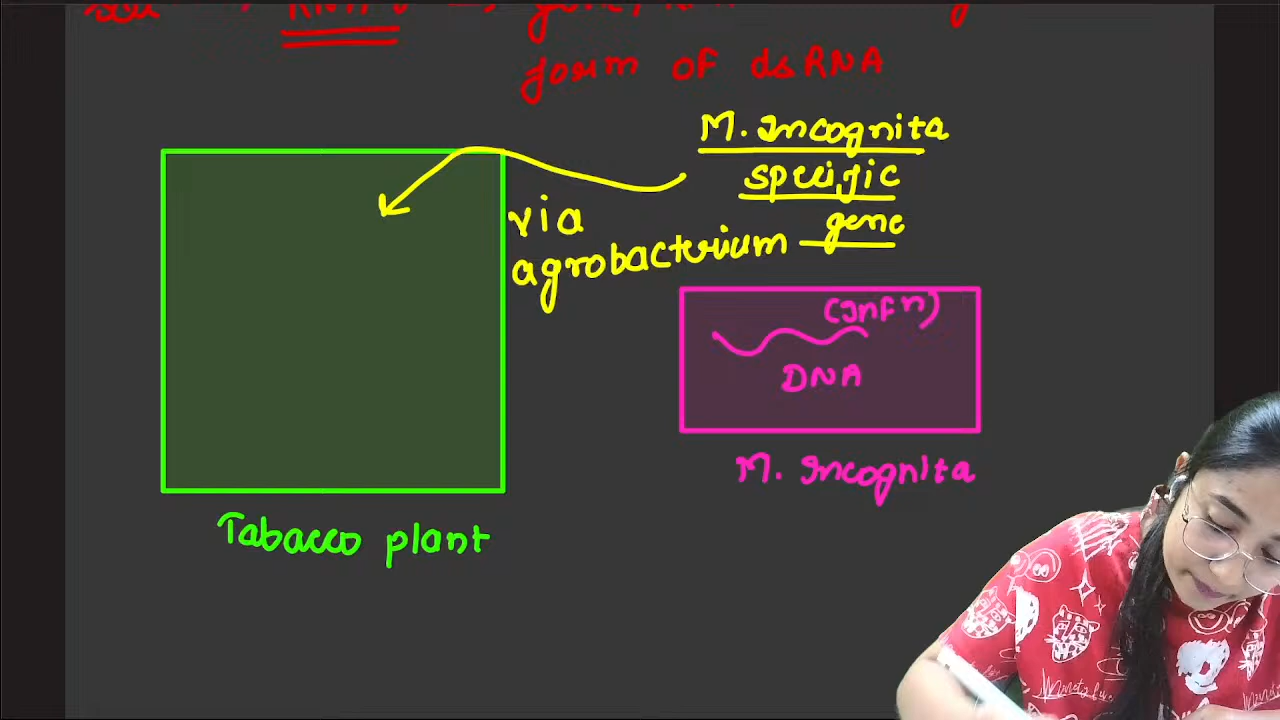 form OF dsRNA
M. Incognita
specific
gene
via
agrobacterium
(Infn)
DNA
M. Incognita
Tabacco plant